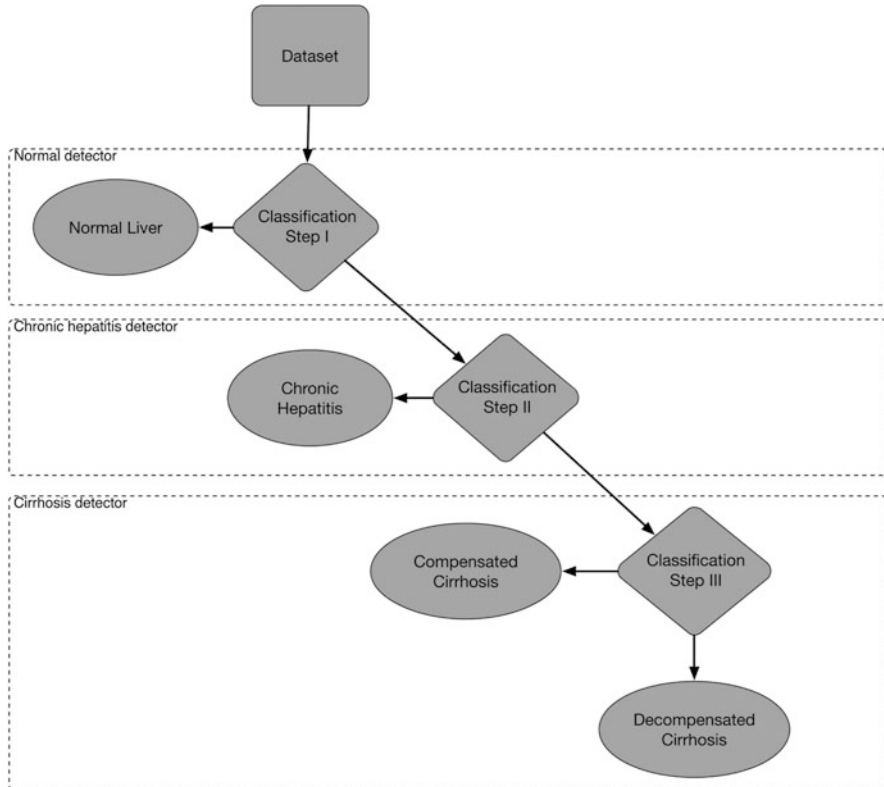 Dataset
Normal detector
Normal Liver
Classification
Step I
Chronic hepatitis detector
Chronic
Hepatitis
Classification
Step II
Cirrhosis detector
Compensated
Cirrhosis
Classification
Step III
Decompensated
Cirrhosis